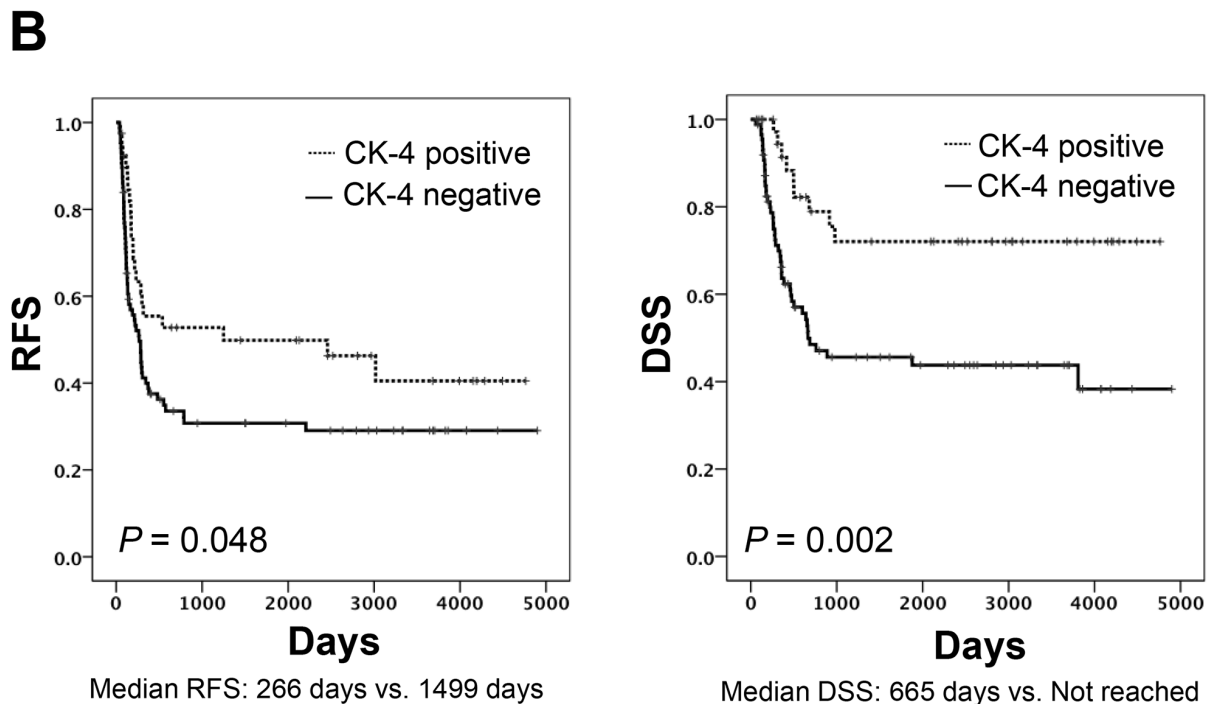 B
RFS
1.0
0.8
0.6
0.4
0.2
0.0
CK-4 positive
CK-4 negative
P = 0.048
0 1000 2000 3000 4000 5000
Days
Median RFS: 266 days vs. 1499 days
DSS
1.0
0.8
0.6
0.4
0.2
0.0
CK-4 positive
CK-4 negative
P = 0.002
0 1000 2000 3000 4000 5000
Days
Median DSS: 665 days vs. Not reached